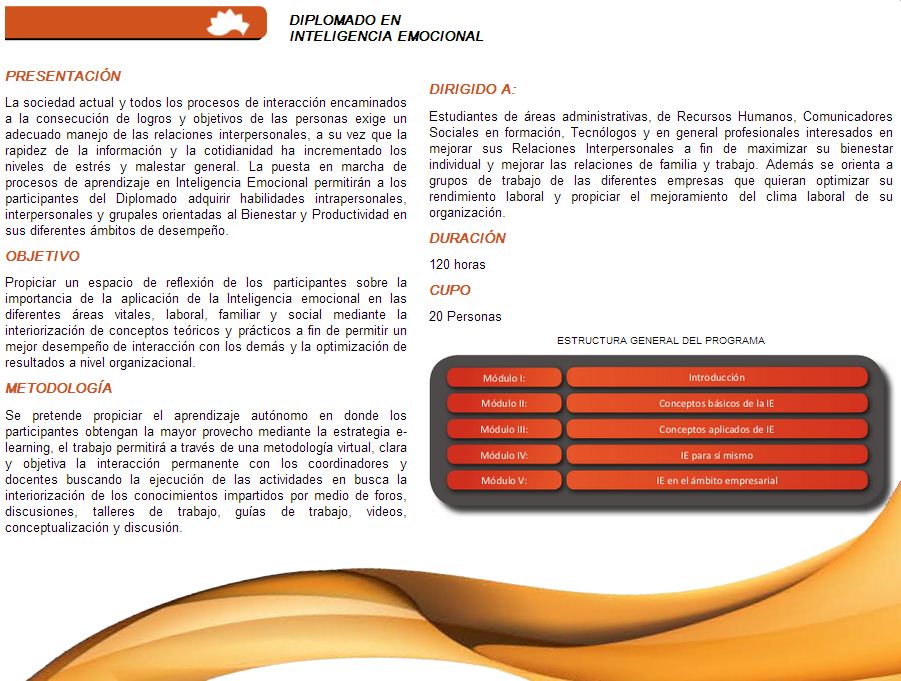 DIPLOMADO EN
INTELIGENCIA EMOCIONAL
PRESENTACIÓN
La sociedad actual y todos los procesos de interacción encaminados
a la consecución de logros y objetivos de las personas exige un
adecuado manejo de las relaciones interpersonales, a su vez que la
rapidez de la información y la cotidianidad ha incrementado los
niveles de estrés y malestar general. La puesta en marcha de
procesos de aprendizaje en Inteligencia Emocional permitirán a los
participantes del Diplomado adquirir habilidades intrapersonales,
interpersonales y grupales orientadas al Bienestar y Productividad en
sus diferentes ámbitos de desempeño.
OBJETIVO
Propiciar un espacio de reflexión de los participantes sobre la
importancia de la aplicación de la Inteligencia emocional en las
diferentes áreas vitales, laboral, familiar y social mediante la
interiorización de conceptos teóricos y prácticos a fin de permitir un
mejor desempeño de interacción con los demás y la optimización de
resultados a nivel organizacional.
METODOLOGÍA
Se pretende propiciar el aprendizaje autónomo en donde los
participantes obtengan la mayor provecho mediante la estrategia e-
learning, el trabajo permitirá a través de una metodología virtual, clara
y objetiva la interacción permanente con los coordinadores y
docentes buscando la ejecución de las actividades en busca la
interiorización de los conocimientos impartidos por medio de foros,
discusiones, talleres de trabajo, guías de trabajo, videos,
conceptualización y discusión.
DIRIGIDO A:
Estudiantes de áreas administrativas, de Recursos Humanos, Comunicadores
Sociales en formación, Tecnólogos y en general profesionales interesados en
mejorar sus Relaciones Interpersonales a fin de maximizar su bienestar
individual y mejorar las relaciones de familia y trabajo. Además se orienta a
grupos de trabajo de las diferentes empresas que quieran optimizar su
rendimiento laboral y propiciar el mejoramiento del clima laboral de su
organización.
DURACIÓN
120 horas
CUPO
20 Personas
ESTRUCTURA GENERAL DEL PROGRAMA
Módulo I: Introducción
Módulo II: Conceptos básicos de la IE
Módulo III: Conceptos aplicados de IE
Módulo IV: IE para sí mismo
Módulo V: IE en el ámbito empresarial